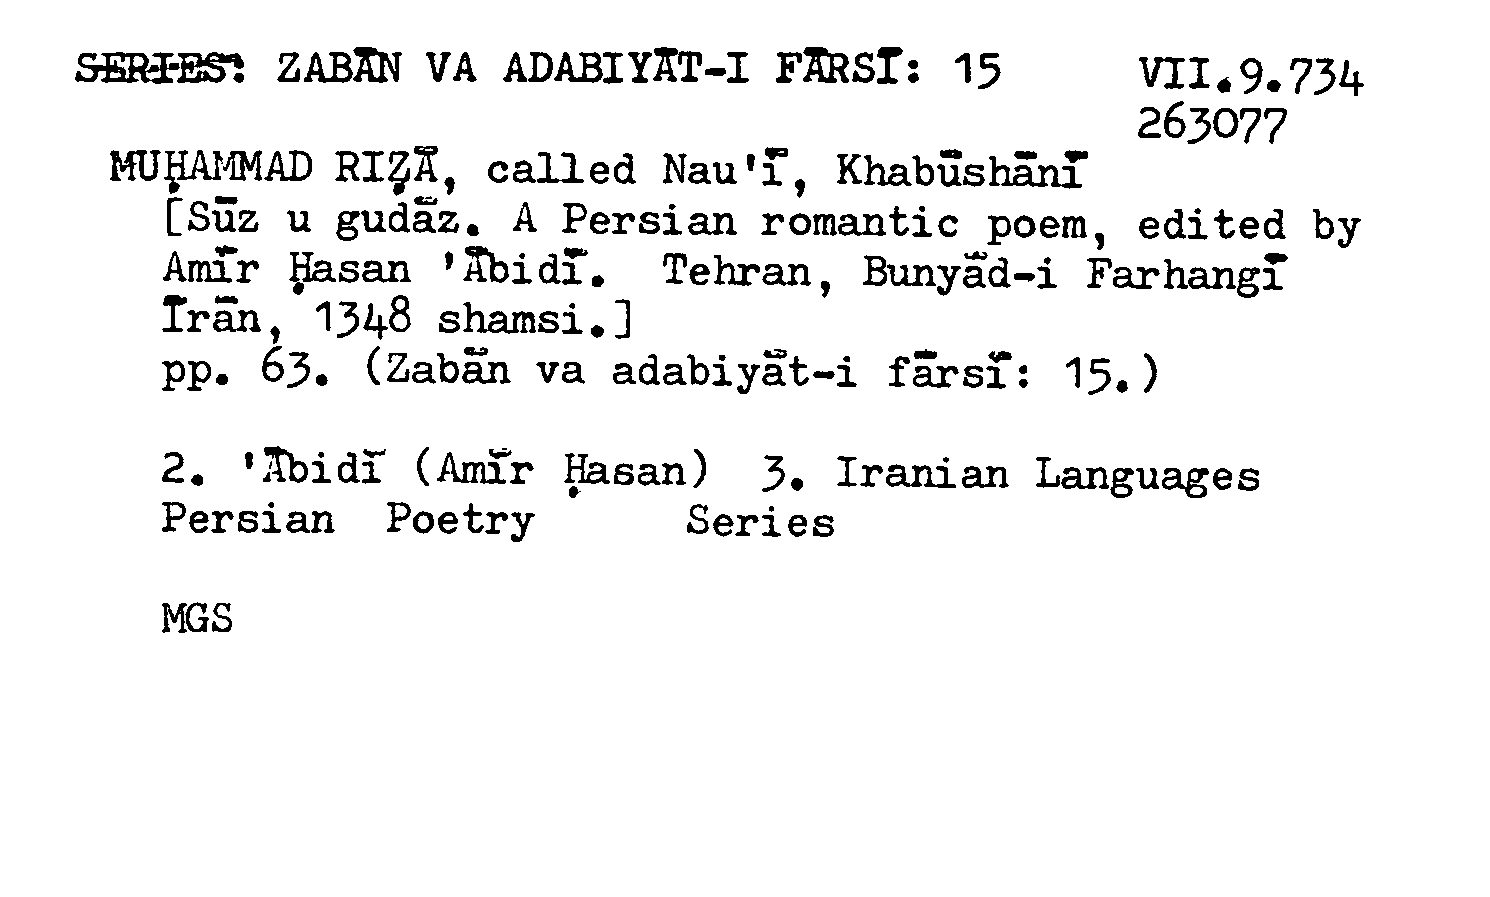 SERIES: ZABĀN VA ADABIYĀT-I FĀRSĪ: 15 VII.9.734
263077
MUḤAMMAD RIẒĀ, called Nau'ī, Khabūshānī
[Sūz u gudāz. A Persian romantic poem, edited by
Amīr Ḥasan 'Ābidī. Tehran, Bunyād-i Farhangī
Īrān, 1348 shamsi.]
pp. 63. (Zabān va adabiyāt-i fārsī: 15.)
2. 'Ābidī (Amīr Ḥasan) 3. Iranian Languages
Persian Poetry Series
MGS